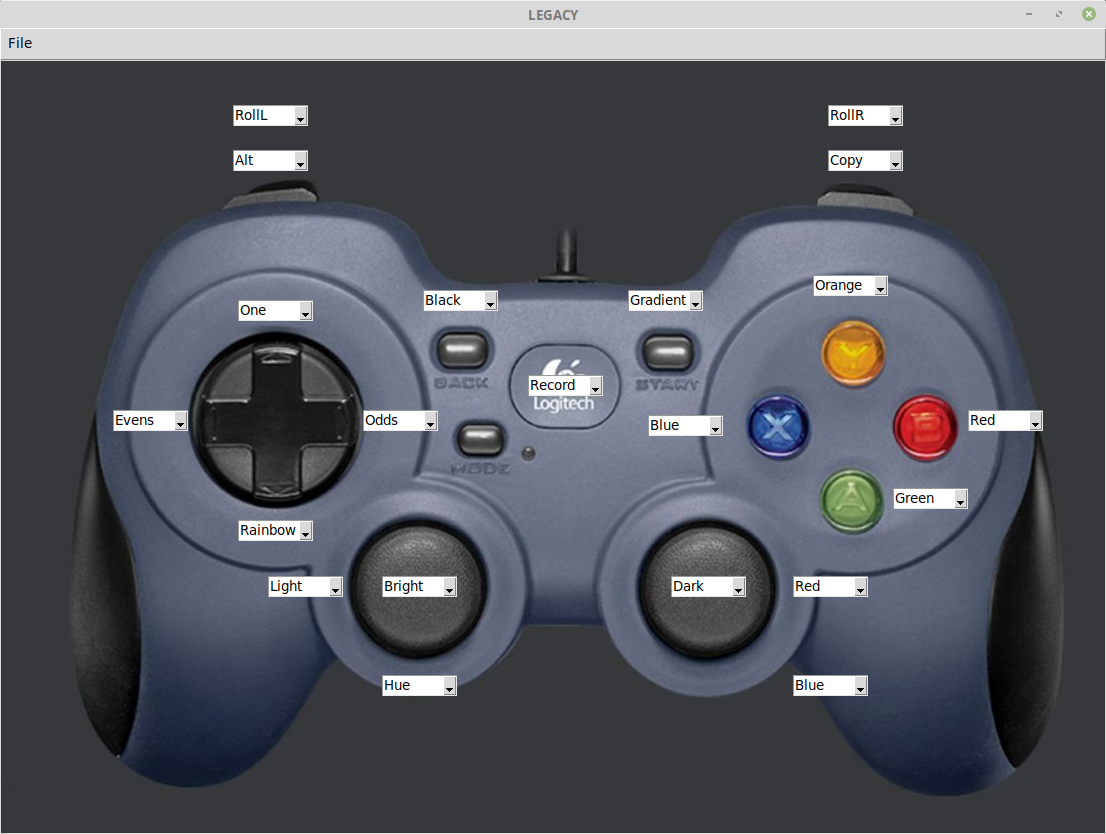 LEGACY
File
RollL
RollR
Alt
Copy
Orange
Black
Gradient
One
Y
BACK
START
Record
Logitech
Evens
Odds
Blue
X
B
Red
MODE
A
Green
Rainbow
Light
Bright
Dark
Red
Hue
Blue